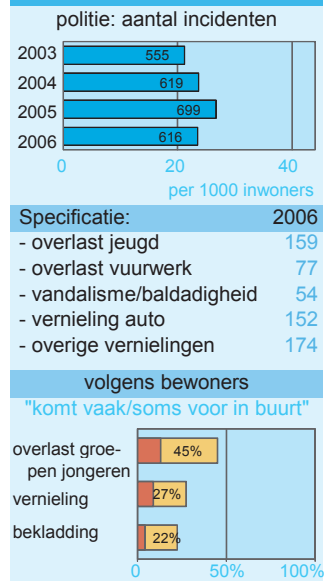 politie: aantal incidenten
2003 555
2004 619
2005 699
2006 616
0 20 40
per 1000 inwoners
Specificatie: 2006
- overlast jeugd 159
- overlast vuurwerk 77
- vandalisme/baldadigheid 54
- vernieling auto 152
- overige vernielingen 174
volgens bewoners
"komt vaak/soms voor in buurt"
overlast groe-
pen jongeren 45%
vernieling 27%
bekladding 22%
0 50% 100%